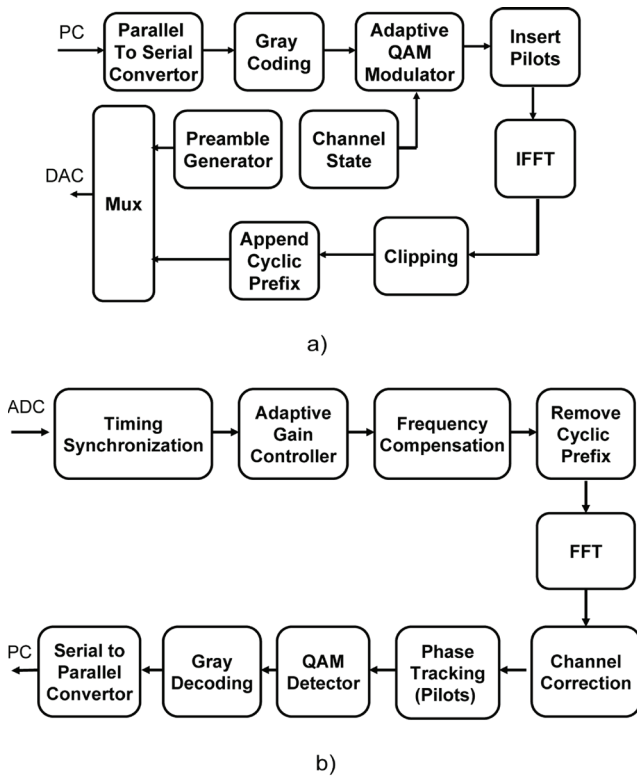 PC
Parallel
To Serial
Convertor
Gray
Coding
Adaptive
QAM
Modulator
Insert
Pilots
IFFT
Clipping
Append
Cyclic
Prefix
Channel
State
Preamble
Generator
Mux
DAC
a)
ADC
Timing
Synchronization
Adaptive
Gain
Controller
Frequency
Compensation
Remove
Cyclic
Prefix
FFT
Channel
Correction
Phase
Tracking
(Pilots)
QAM
Detector
Gray
Decoding
Serial to
Parallel
Convertor
PC
b)